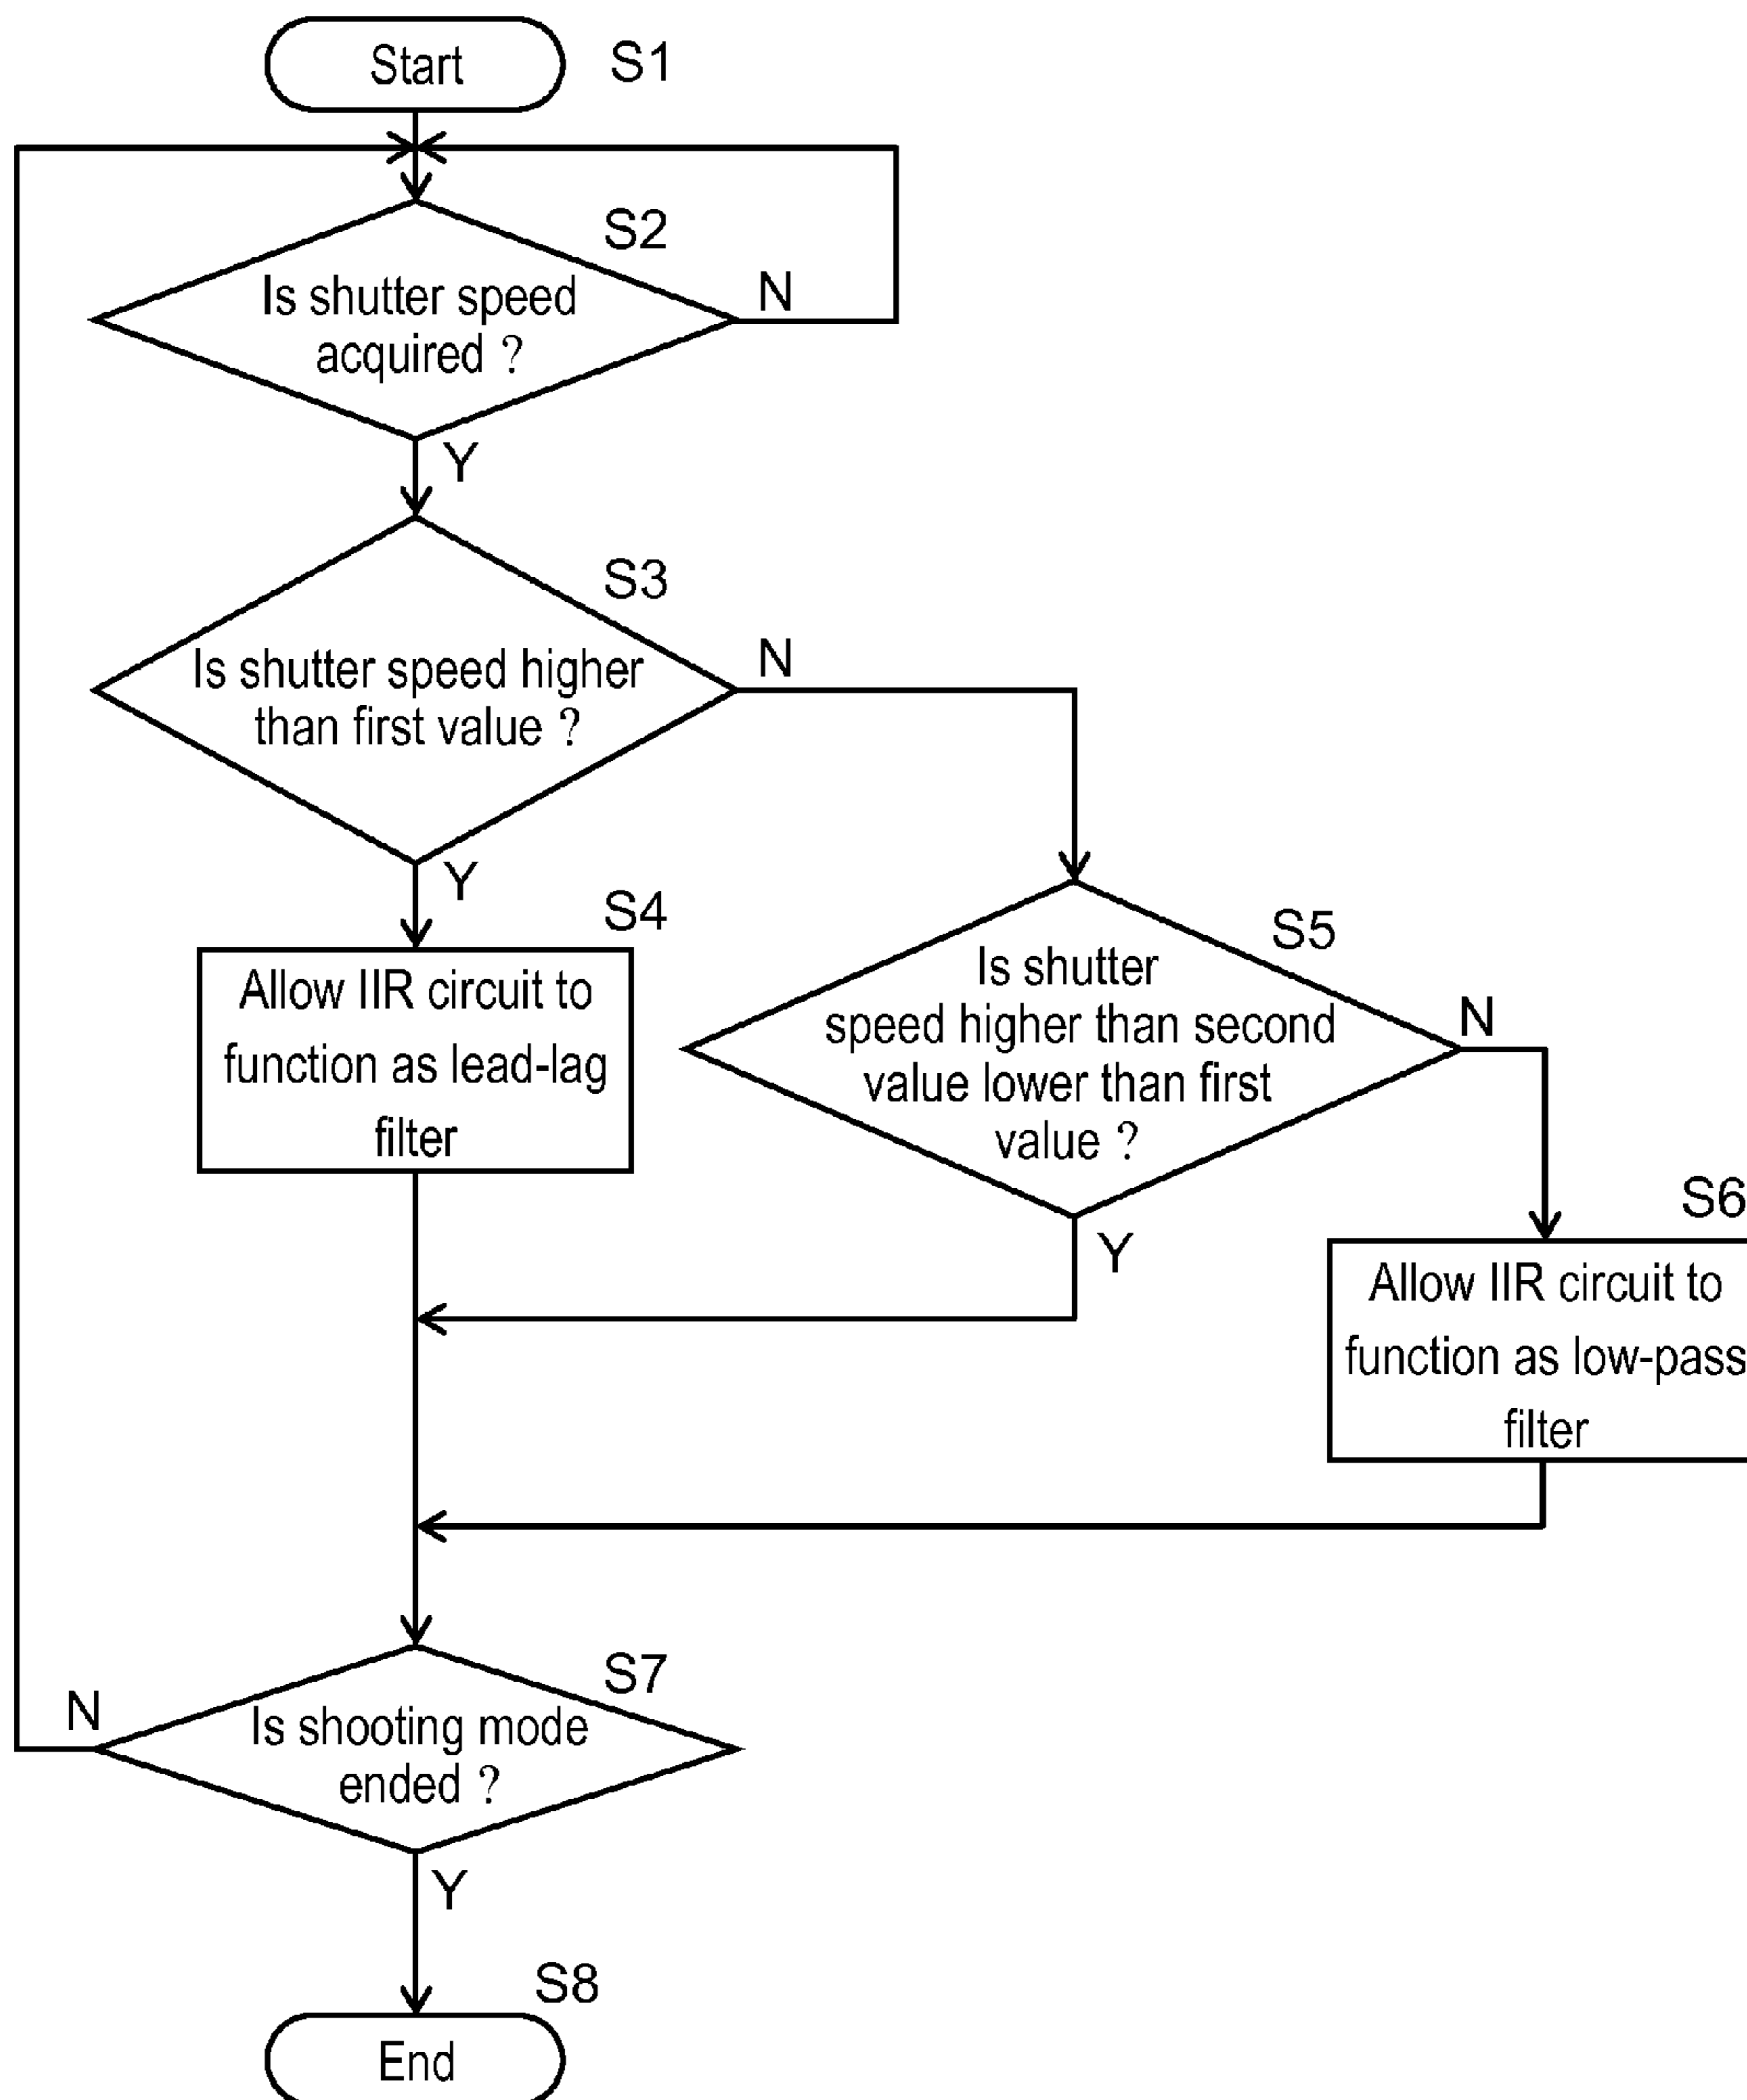 Start
S1
S2
Is shutter speed
acquired ?
N
Y
S3
Is shutter speed higher
than first value ?
N
Y
S4
Allow IIR circuit to
function as lead-lag
filter
S5
Is shutter
speed higher than second
value lower than first
value ?
N
Y
S6
Allow IIR circuit to
function as low-pass
filter
S7
Is shooting mode
ended ?
N
Y
S8
End